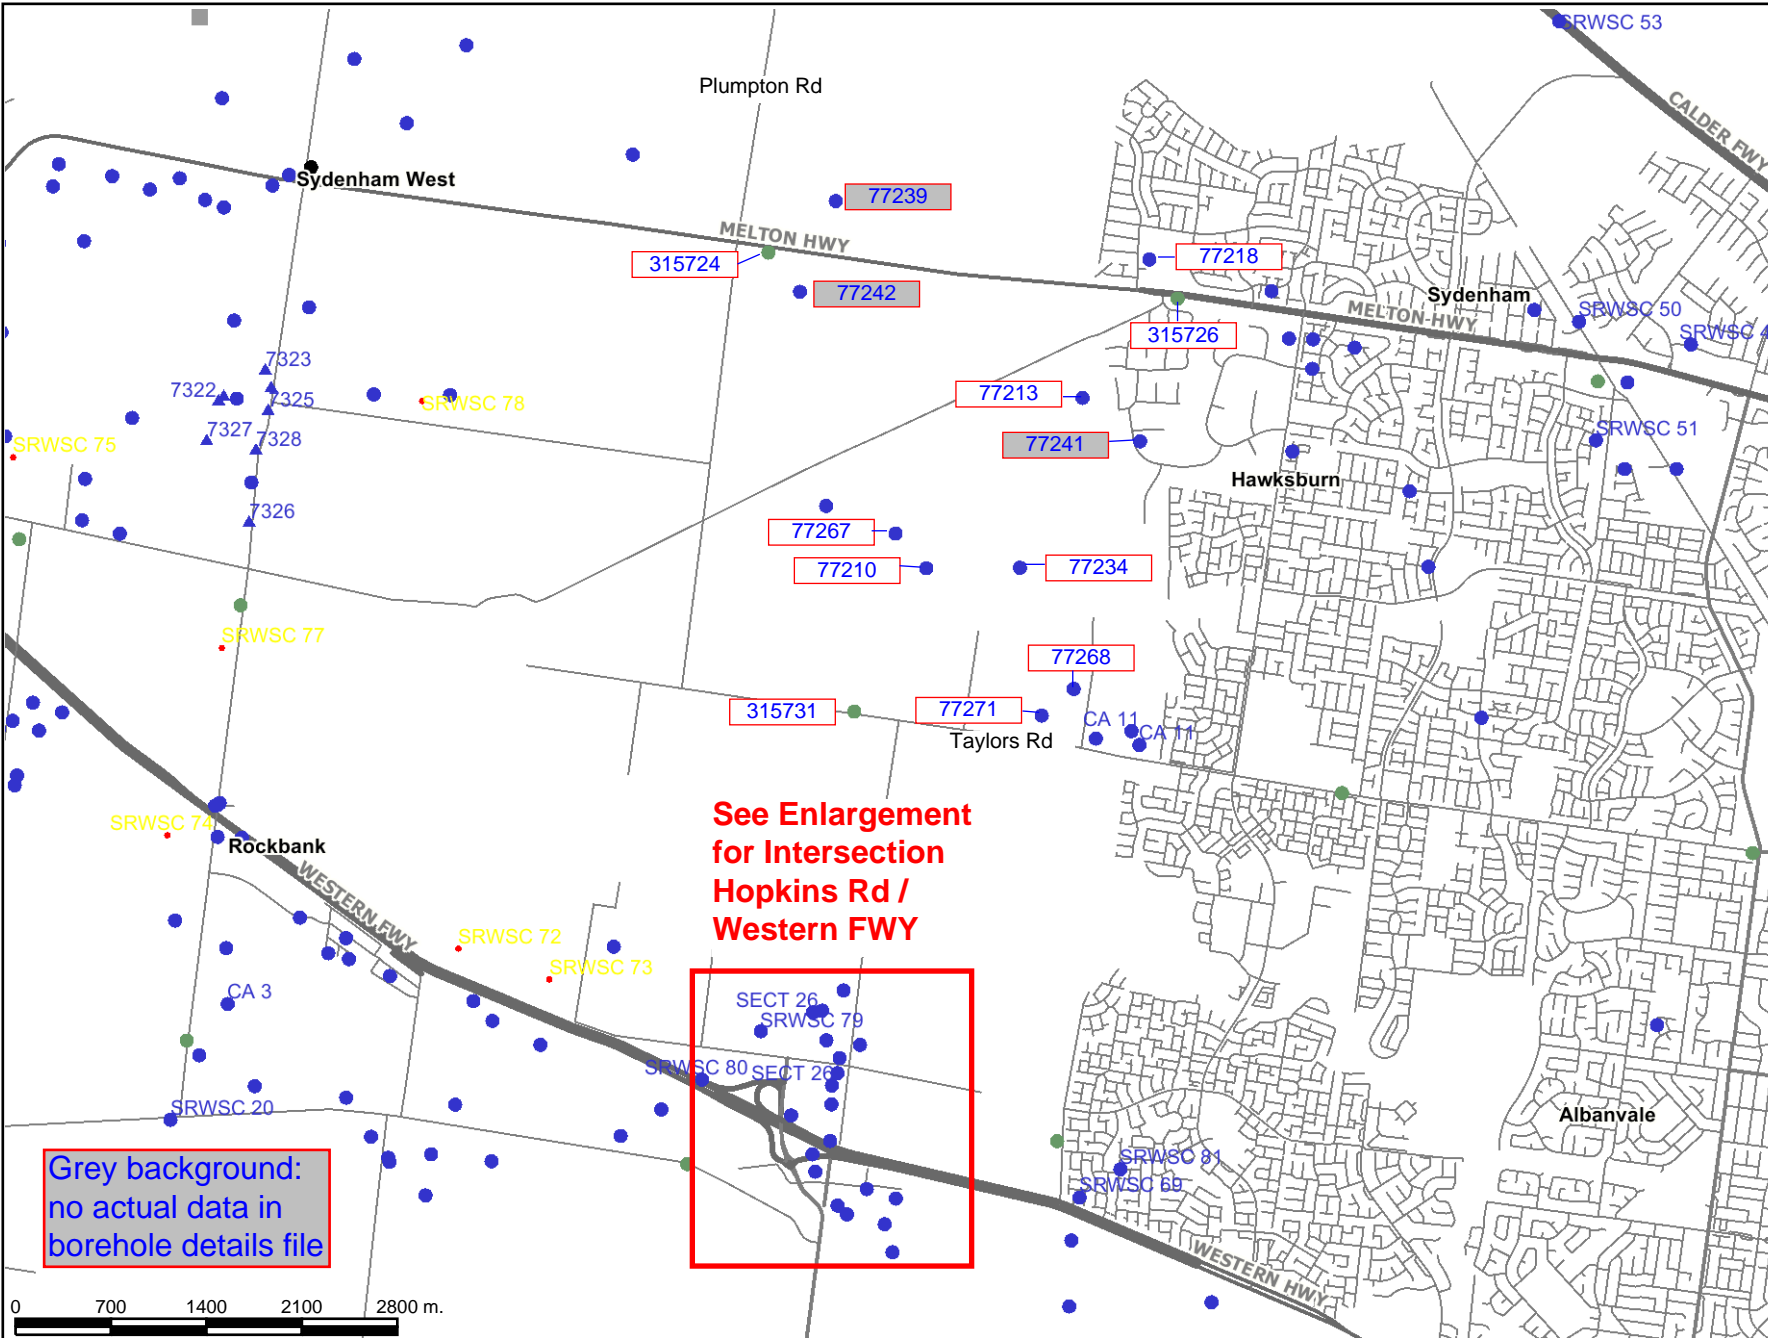 SRWSC 53
Plumpton Rd
CALDER FWY
Sydenham West
77239
MELTON HWY
315724
77218
77242
Sydenham
MELTON HWY
SRWSC 50
315726
SRWSC 4
7323
7322
7325
SRWSC 78
77213
7327
7328
SRWSC 75
77241
SRWSC 51
Hawksburn
7326
77267
77210
77234
SRWSC 77
77268
315731
77271
CA 11
CA 11
Taylors Rd
See Enlargement
for Intersection
Hopkins Rd /
Western FWY
SRWSC 74
Rockbank
WESTERN FWY
SRWSC 72
SRWSC 73
CA 3
SECT 26
SRWSC 79
SRWSC 80
SECT 26
SRWSC 20
Albanvale
SRWSC 81
SRWSC 69
Grey background:
no actual data in
borehole details file
WESTERN HWY
0 700 1400 2100 2800 m.